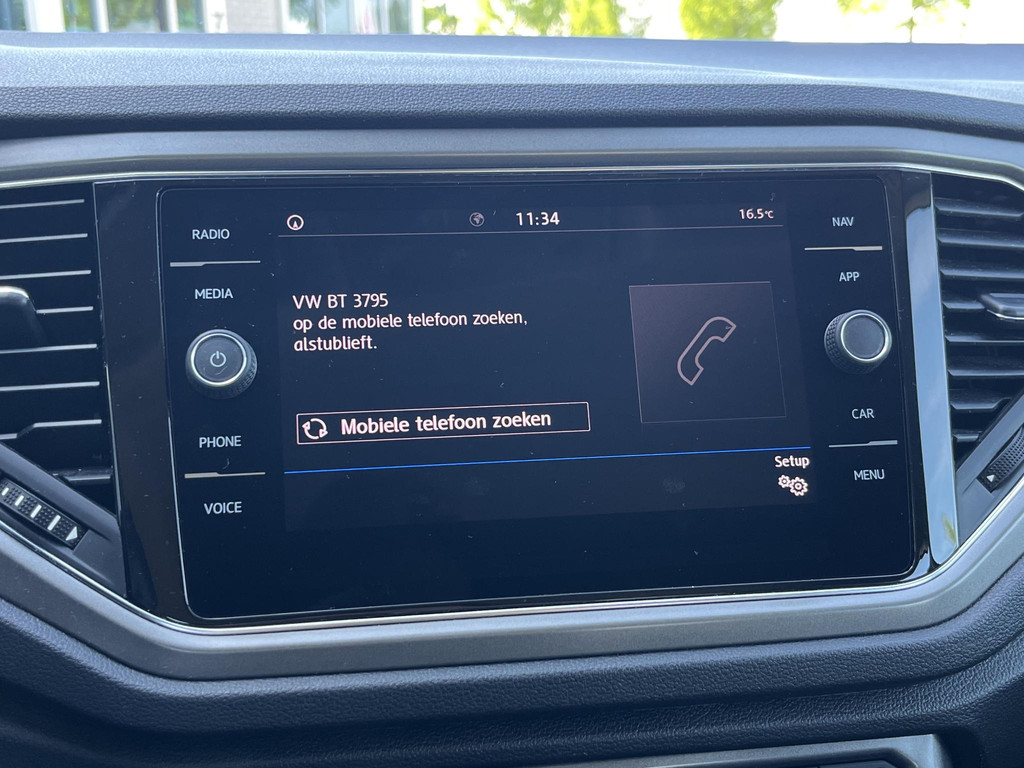 RADIO
MEDIA
PHONE
VOICE
11:34
16.5°C
VW BT 3795
op de mobiele telefoon zoeken,
alstublieft.
Mobiele telefoon zoeken
Setup
NAV
APP
CAR
MENU